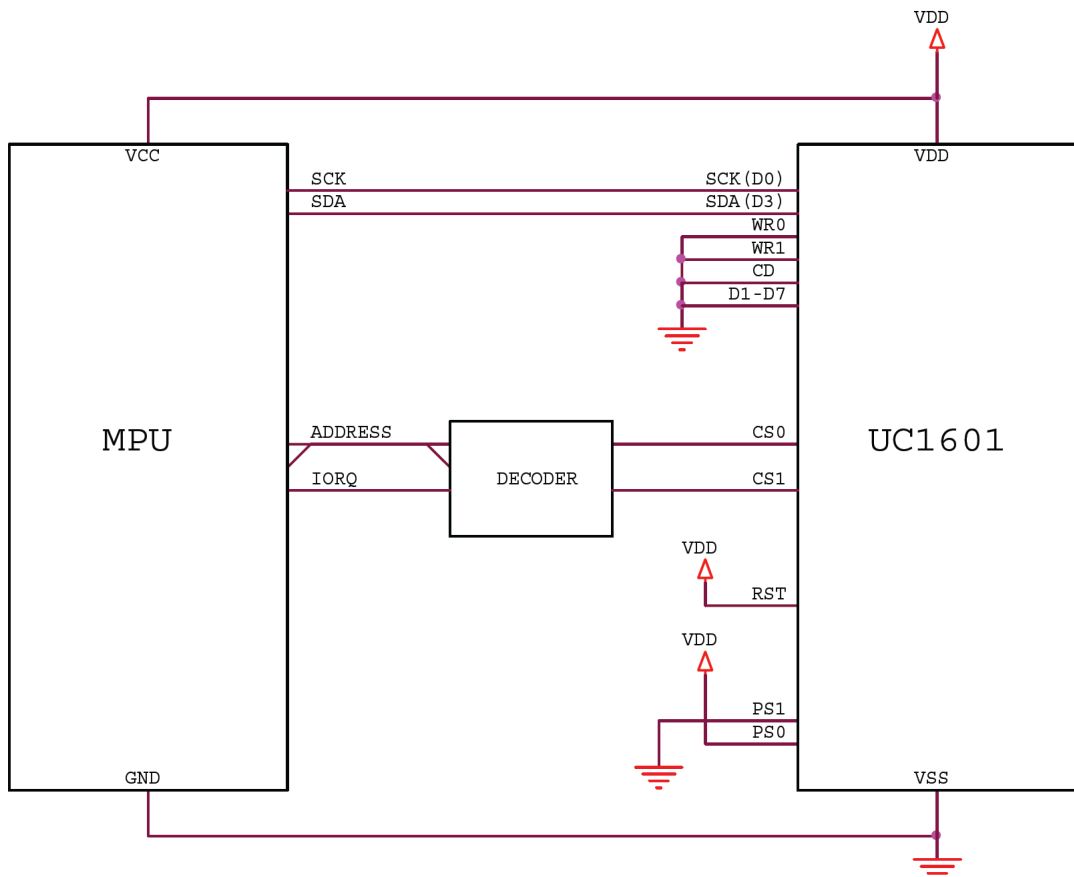 VDD
VCC
VDD
SCK
SCK(D0)
SDA
SDA(D3)
WR0
WR1
CD
D1-D7
MPU
ADDRESS
IORQ
DECODER
CS0
CS1
UC1601
VDD
RST
VDD
PS1
PS0
GND
VSS